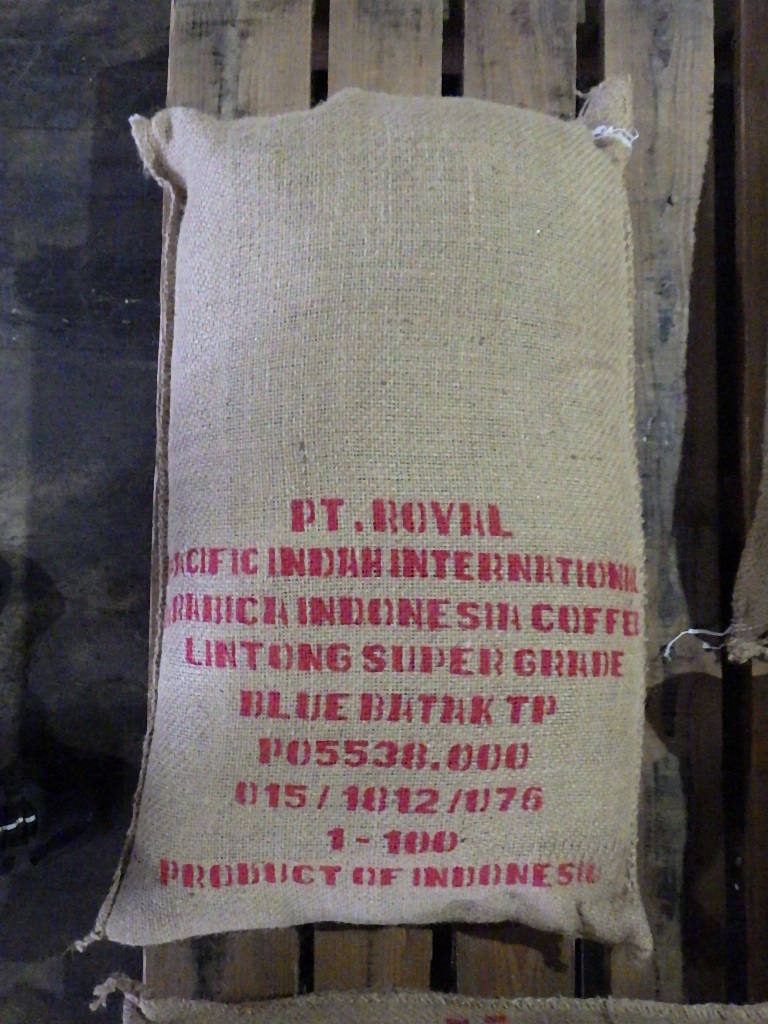 PT. ROYAL
PACIFIC INDAH INTERNATIONAL
ARABICA INDONESIA COFFEE
LINTONG SUPER GRADE
BLUE BATAK TP
P05538.000
015/1012/076
1-100
PRODUCT OF INDONESIA